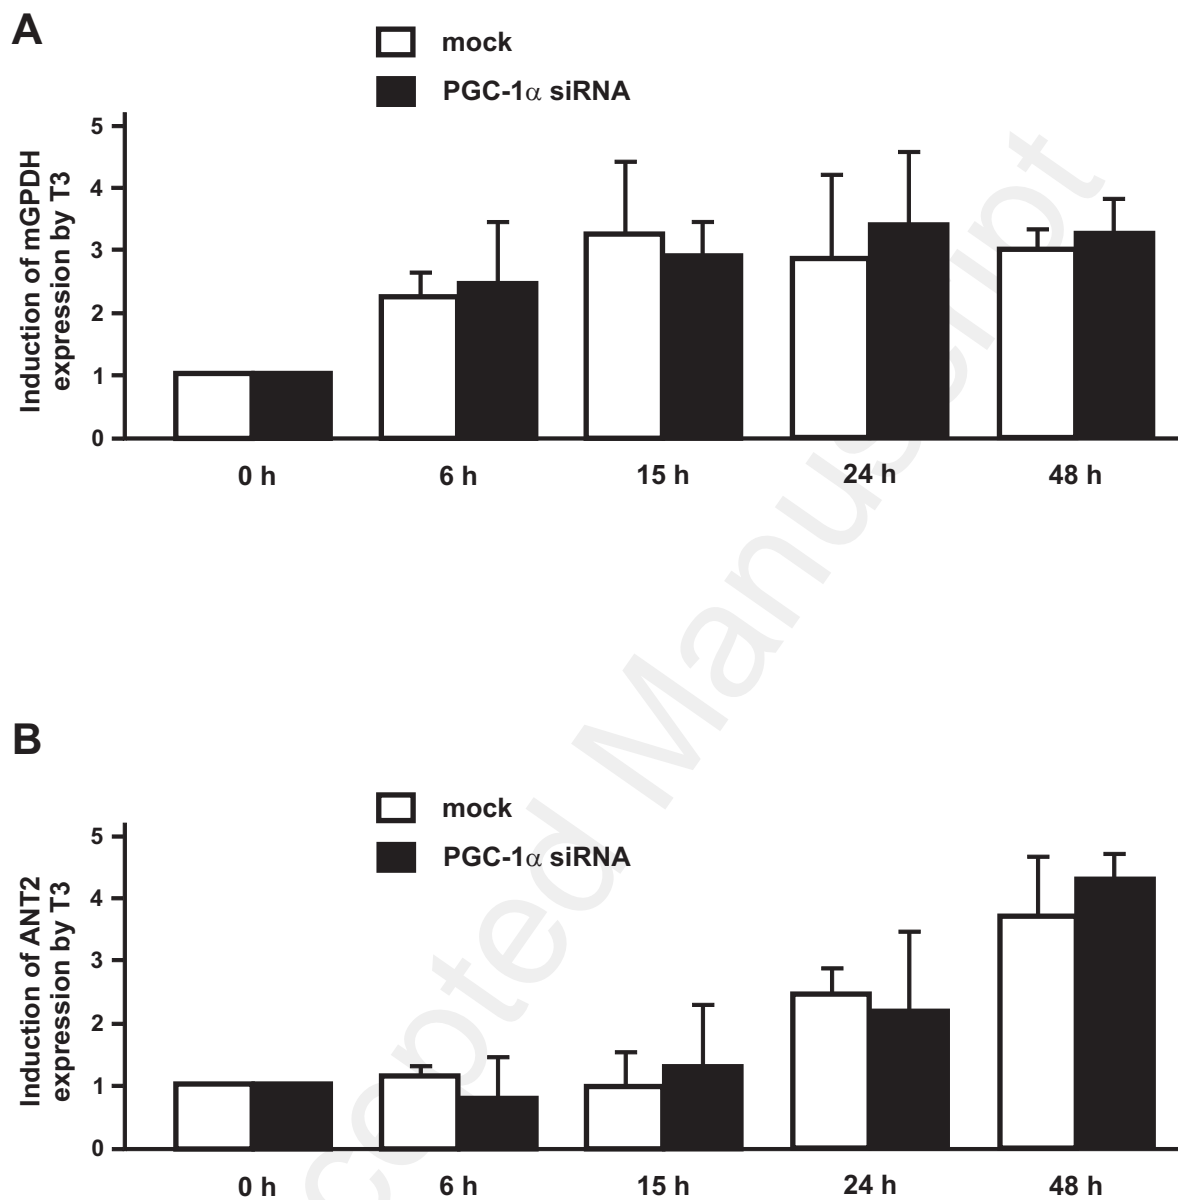 A
mock
PGC-1α siRNA
Induction of mGPDH
expression by T3
5
4
3
2
1
0
0 h
6 h
15 h
24 h
48 h
B
mock
PGC-1α siRNA
Induction of ANT2
expression by T3
5
4
3
2
1
0
0 h
6 h
15 h
24 h
48 h
cepted Manuscript